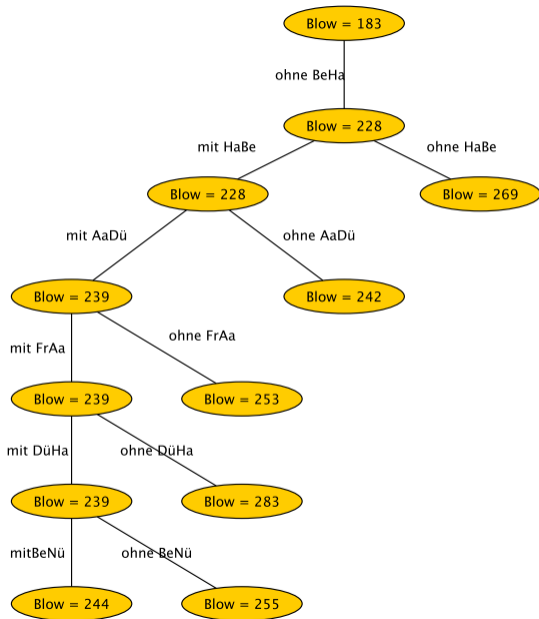 Blow = 183
ohne BeHa
Blow = 228
mit HaBe
ohne HaBe
Blow = 228
Blow = 269
mit AaDü
ohne AaDü
Blow = 239
Blow = 242
mit FrAa
ohne FrAa
Blow = 239
Blow = 253
mit DüHa
ohne DüHa
Blow = 239
Blow = 283
mitBeNü
ohne BeNü
Blow = 244
Blow = 255